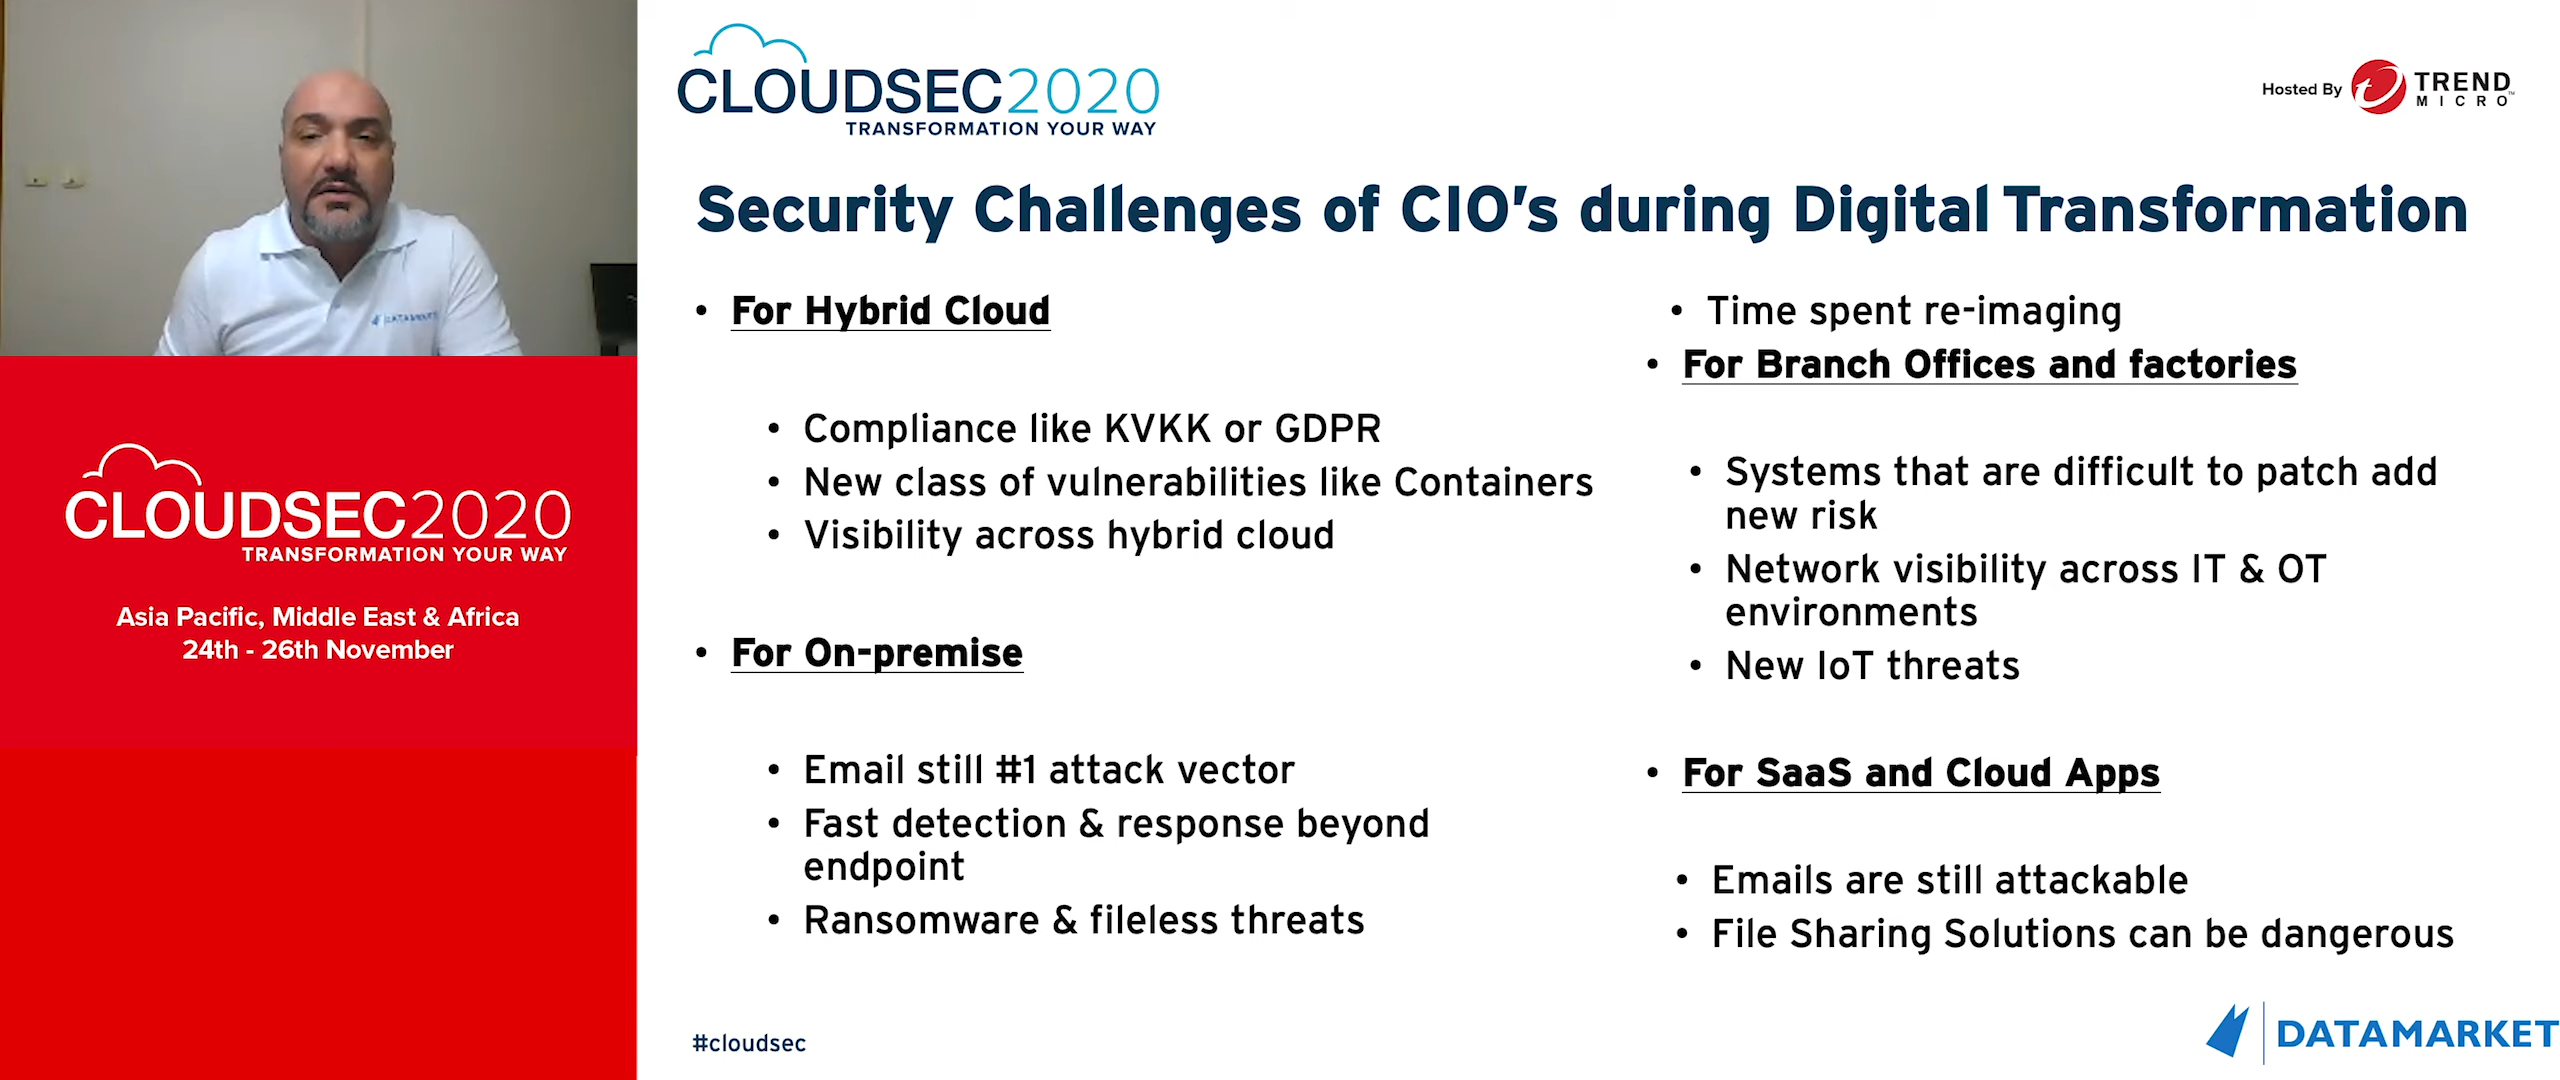 DATAMARKET
CLOUDSEC2020
TRANSFORMATION YOUR WAY
Asia Pacific, Middle East & Africa
24th - 26th November
CLOUDSEC2020
TRANSFORMATION YOUR WAY
Hosted By
TREND
MICRO™
Security Challenges of CIO's during Digital Transformation
• For Hybrid Cloud
• Compliance like KVKK or GDPR
• New class of vulnerabilities like Containers
• Visibility across hybrid cloud
• For On-premise
• Email still #1 attack vector
• Fast detection & response beyond
endpoint
• Ransomware & fileless threats
• Time spent re-imaging
• For Branch Offices and factories
• Systems that are difficult to patch add
new risk
• Network visibility across IT & OT
environments
• New IoT threats
• For SaaS and Cloud Apps
• Emails are still attackable
• File Sharing Solutions can be dangerous
#cloudsec
DATAMARKET